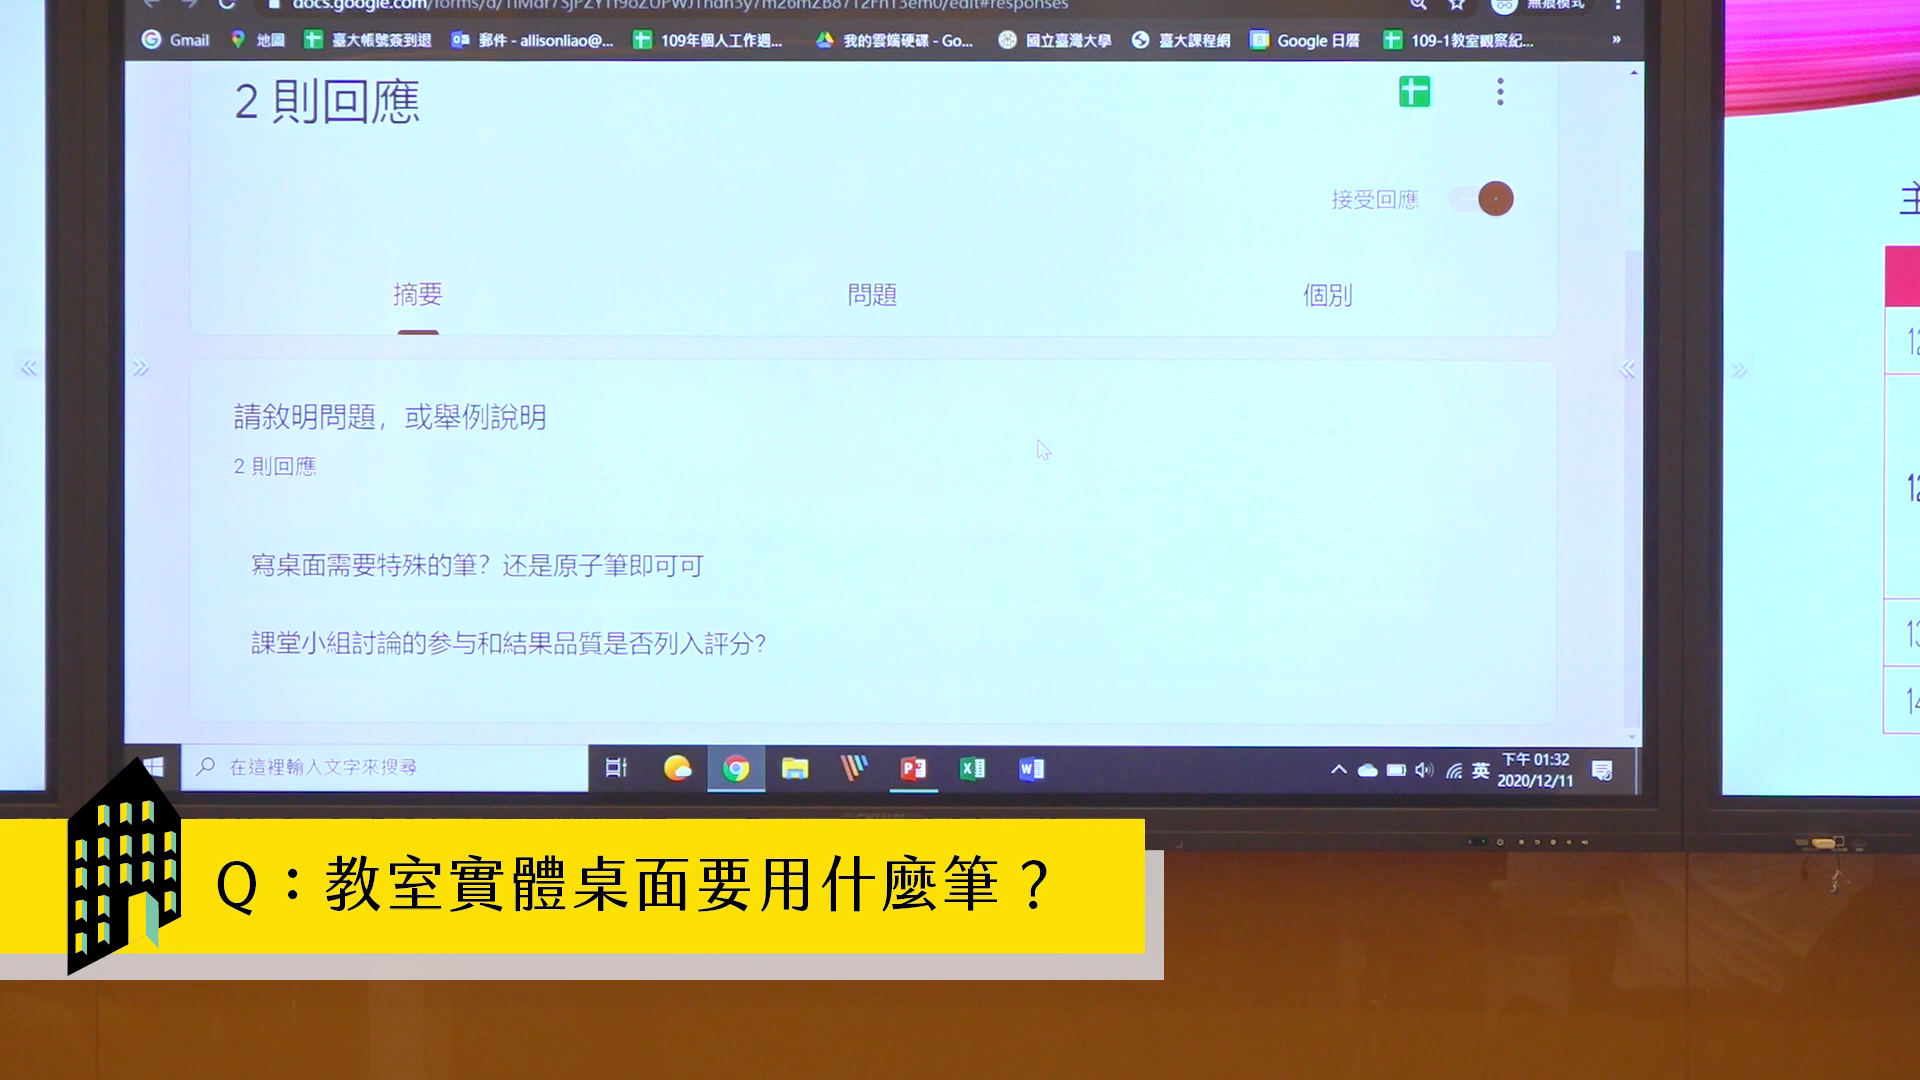 Gmail 地圖 臺大帳號簽到退 郵件 - allisonliao@... 109年個人工作週... 我的雲端硬碟 - Go... 國立臺灣大學 臺大課程網 Google 日曆 109-1教室觀察紀... »
2 則回應
接受回應
摘要 問題 個別
請敘明問題，或舉例說明
2 則回應
寫桌面需要特殊的筆？还是原子筆即可可
課堂小組討論的参与和結果品質是否列入評分？
在這裡輸入文字來搜尋
英
下午 01:32
2020/12/11
Q：教室實體桌面要用什麼筆？